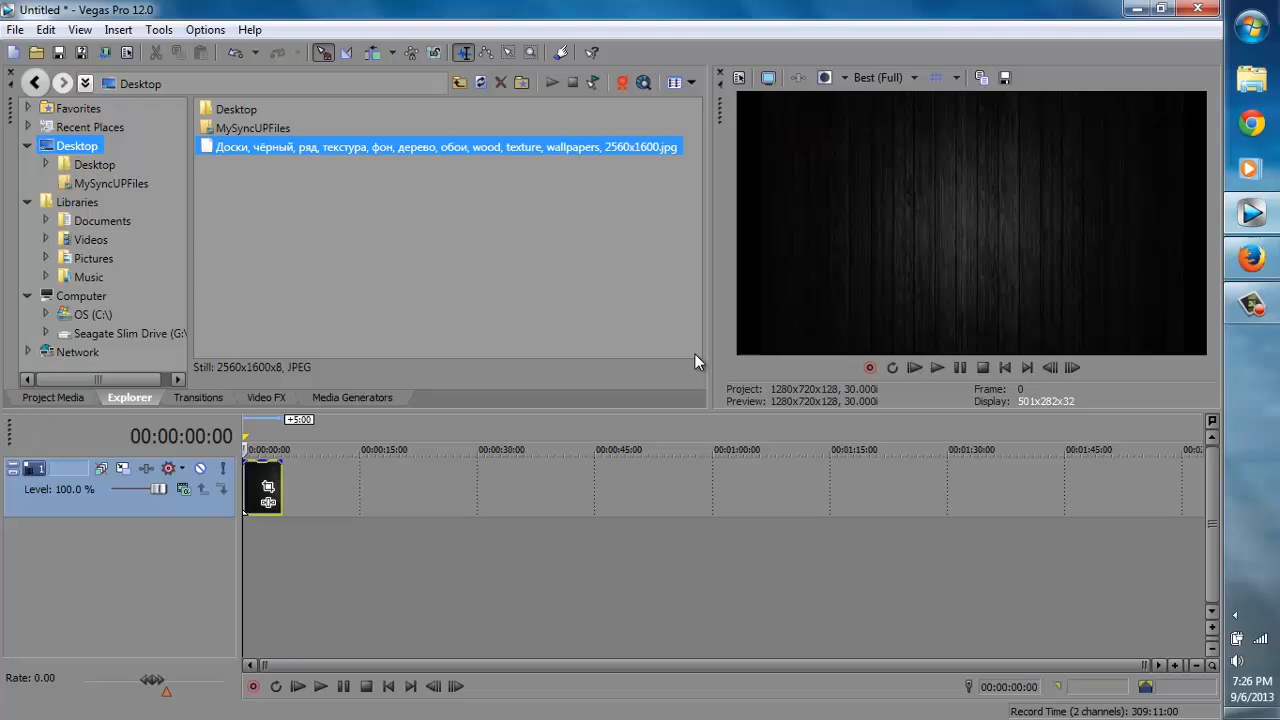 Untitled * - Vegas Pro 12.0
File Edit View Insert Tools Options Help
Desktop
Best (Full)
Favorites
Recent Places
Desktop
Desktop
MySyncUPFiles
Libraries
Documents
Videos
Pictures
Music
Computer
OS (C:\)
Seagate Slim Drive (G:\
Network
Desktop
MySyncUPFiles
Доски, чёрный, ряд, текстура, фон, дерево, обои, wood, texture, wallpapers, 2560x1600.jpg
Still: 2560x1600x8, JPEG
Project Media Explorer Transitions Video FX Media Generators
Project: 1280x720x128, 30.000i Frame: 0
Preview: 1280x720x128, 30.000i Display: 501x282x32
+5:00
00:00:00:00
0:00:00:00 00:00:15:00 00:00:30:00 00:00:45:00 00:01:00:00 00:01:15:00 00:01:30:00 00:01:45:00 00:0
1
Level: 100.0 %
Rate: 0.00
00:00:00:00
Record Time (2 channels): 309:11:00
7:26 PM
9/6/2013